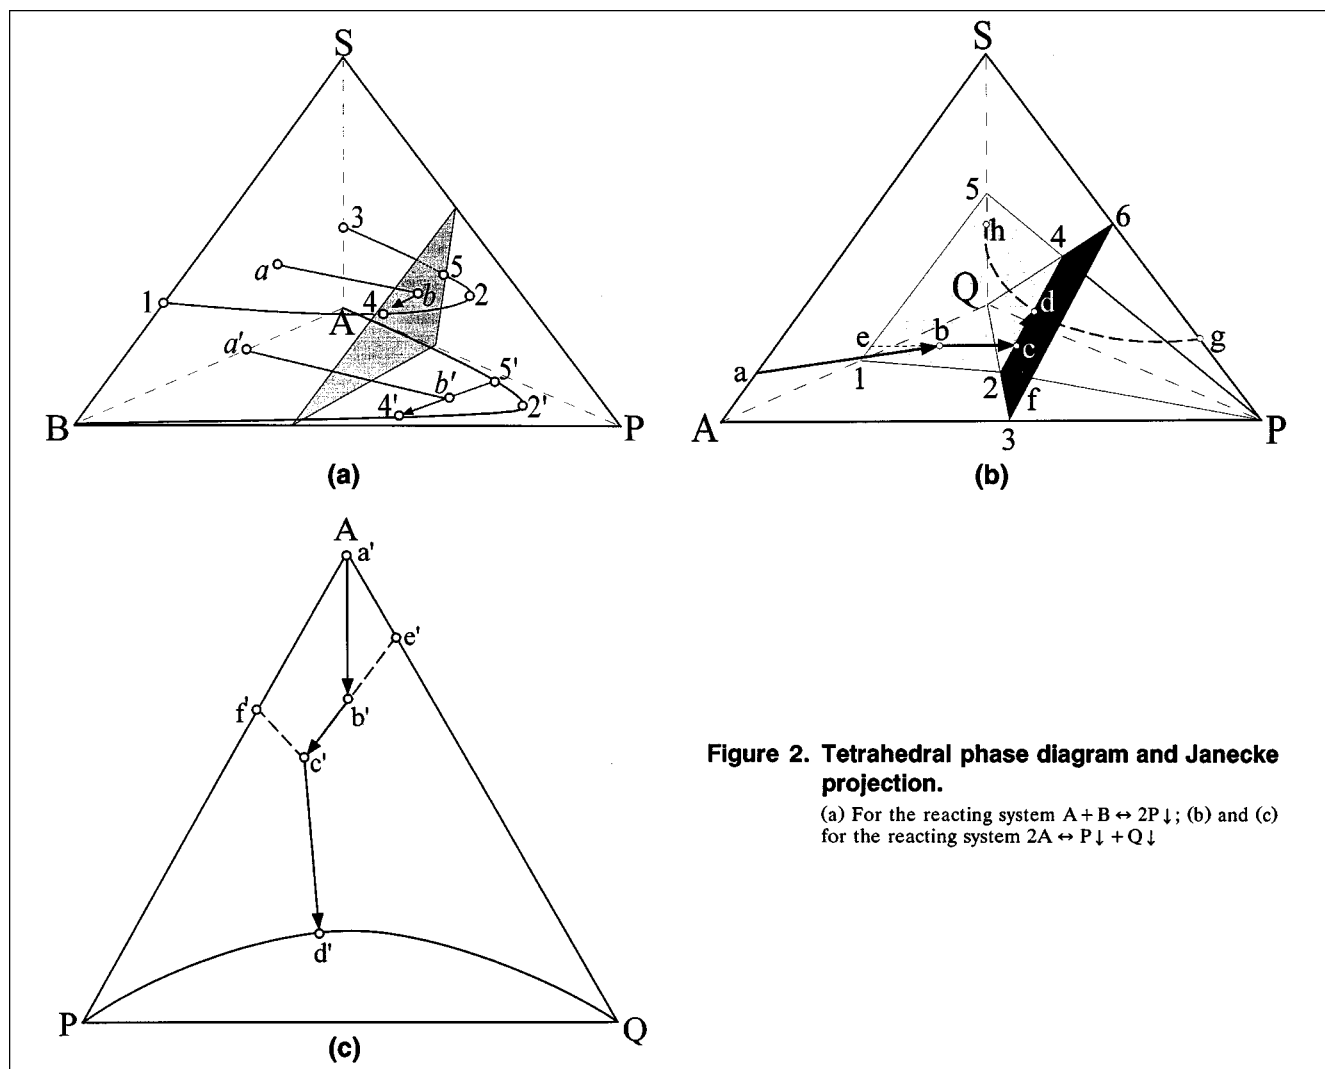 S
3
a
5
1
4
b
2
A
a'
5'
b'
4'
2'
B
P
(a)
S
5
6
h
4
Q
d
e
b
g
c
a
1
2
f
A
3
P
(b)
A
a'
e'
f'
b'
c'
d'
P
Q
(c)
Figure 2. Tetrahedral phase diagram and Janecke
projection.
(a) For the reacting system A + B ↔ 2P↓; (b) and (c)
for the reacting system 2A ↔ P↓ + Q↓